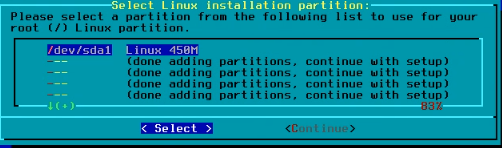 Select Linux installation partition:
Please select a partition from the following list to use for your
root (/) Linux partition.
/dev/sda1 Linux 450M
--- (done adding partitions, continue with setup)
--- (done adding partitions, continue with setup)
--- (done adding partitions, continue with setup)
--- (done adding partitions, continue with setup)
↓(+) 83%
< Select > <Continue>